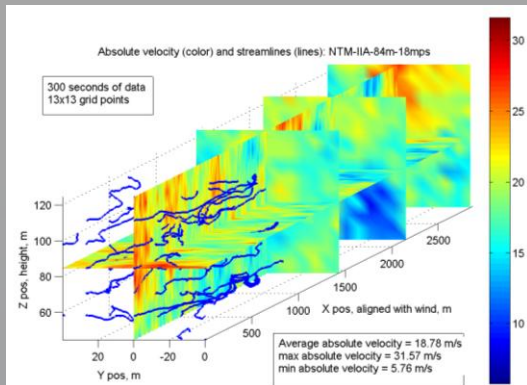 Absolute velocity (color) and streamlines (lines): NTM-IIA-84m-18mps
300 seconds of data
13x13 grid points
30
25
20
15
10
120
100
80
60
Z pos, height, m
20
0
-20
0
Y pos, m
500
1000
1500
2000
2500
X pos, aligned with wind, m
Average absolute velocity = 18.78 m/s
max absolute velocity = 31.57 m/s
min absolute velocity = 5.76 m/s